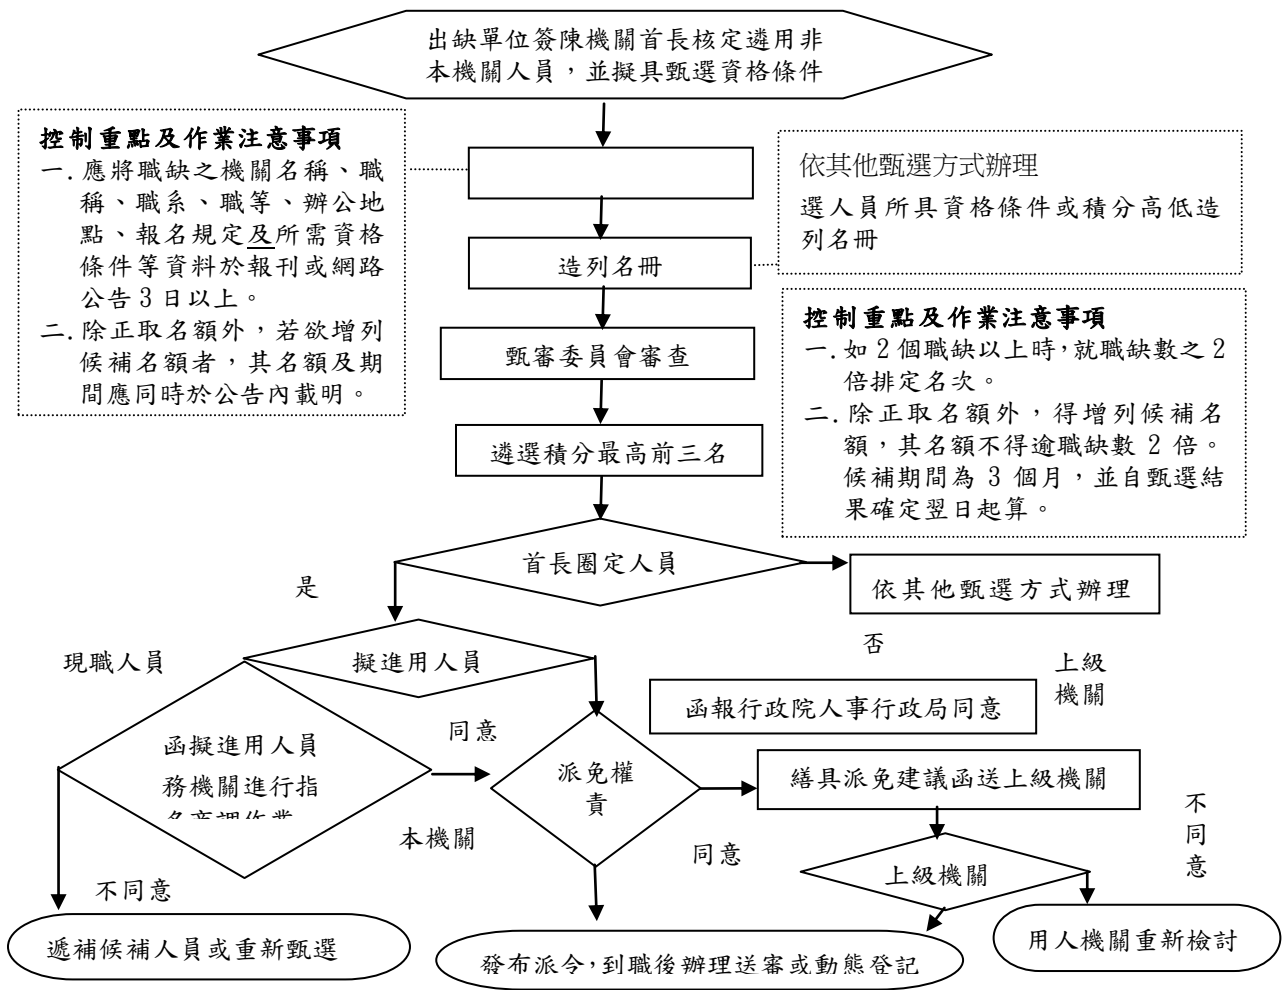 出缺單位簽陳機關首長核定遴用非
本機關人員，並擬具甄選資格條件
控制重點及作業注意事項
一. 應將職缺之機關名稱、職
稱、職系、職等、辦公地
點、報名規定及所需資格
條件等資料於報刊或網路
公告 3 日以上。
二. 除正取名額外，若欲增列
候補名額者，其名額及期
間應同時於公告內載明。
依其他甄選方式辦理
選人員所具資格條件或積分高低造
列名冊
造列名冊
甄審委員會審查
遴選積分最高前三名
控制重點及作業注意事項
一. 如 2 個職缺以上時，就職缺數之 2
倍排定名次。
二. 除正取名額外，得增列候補名
額，其名額不得逾職缺數 2 倍。
候補期間為 3 個月，並自甄選結
果確定翌日起算。
首長圈定人員
是
依其他甄選方式辦理
否
現職人員
擬進用人員
上級
機關
函報行政院人事行政局同意
函擬進用人員
務機關進行指
名商調作業
同意
派免權
責
繕具派免建議函送上級機關
本機關
同意
上級機關
不
同
意
不同意
遞補候補人員或重新甄選
發布派令，到職後辦理送審或動態登記
用人機關重新檢討